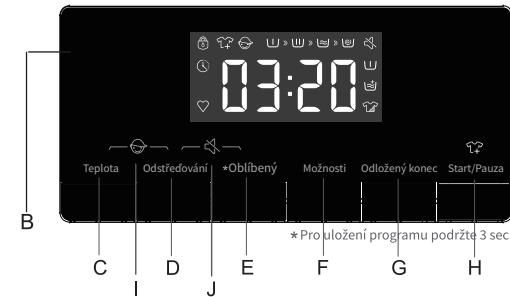 03:20
Teplota Odstřeďování *Oblíbený Možnosti Odložený konec Start/Pauza
*Pro uložení programu podržte 3 sec
B
C D E F G H
I J